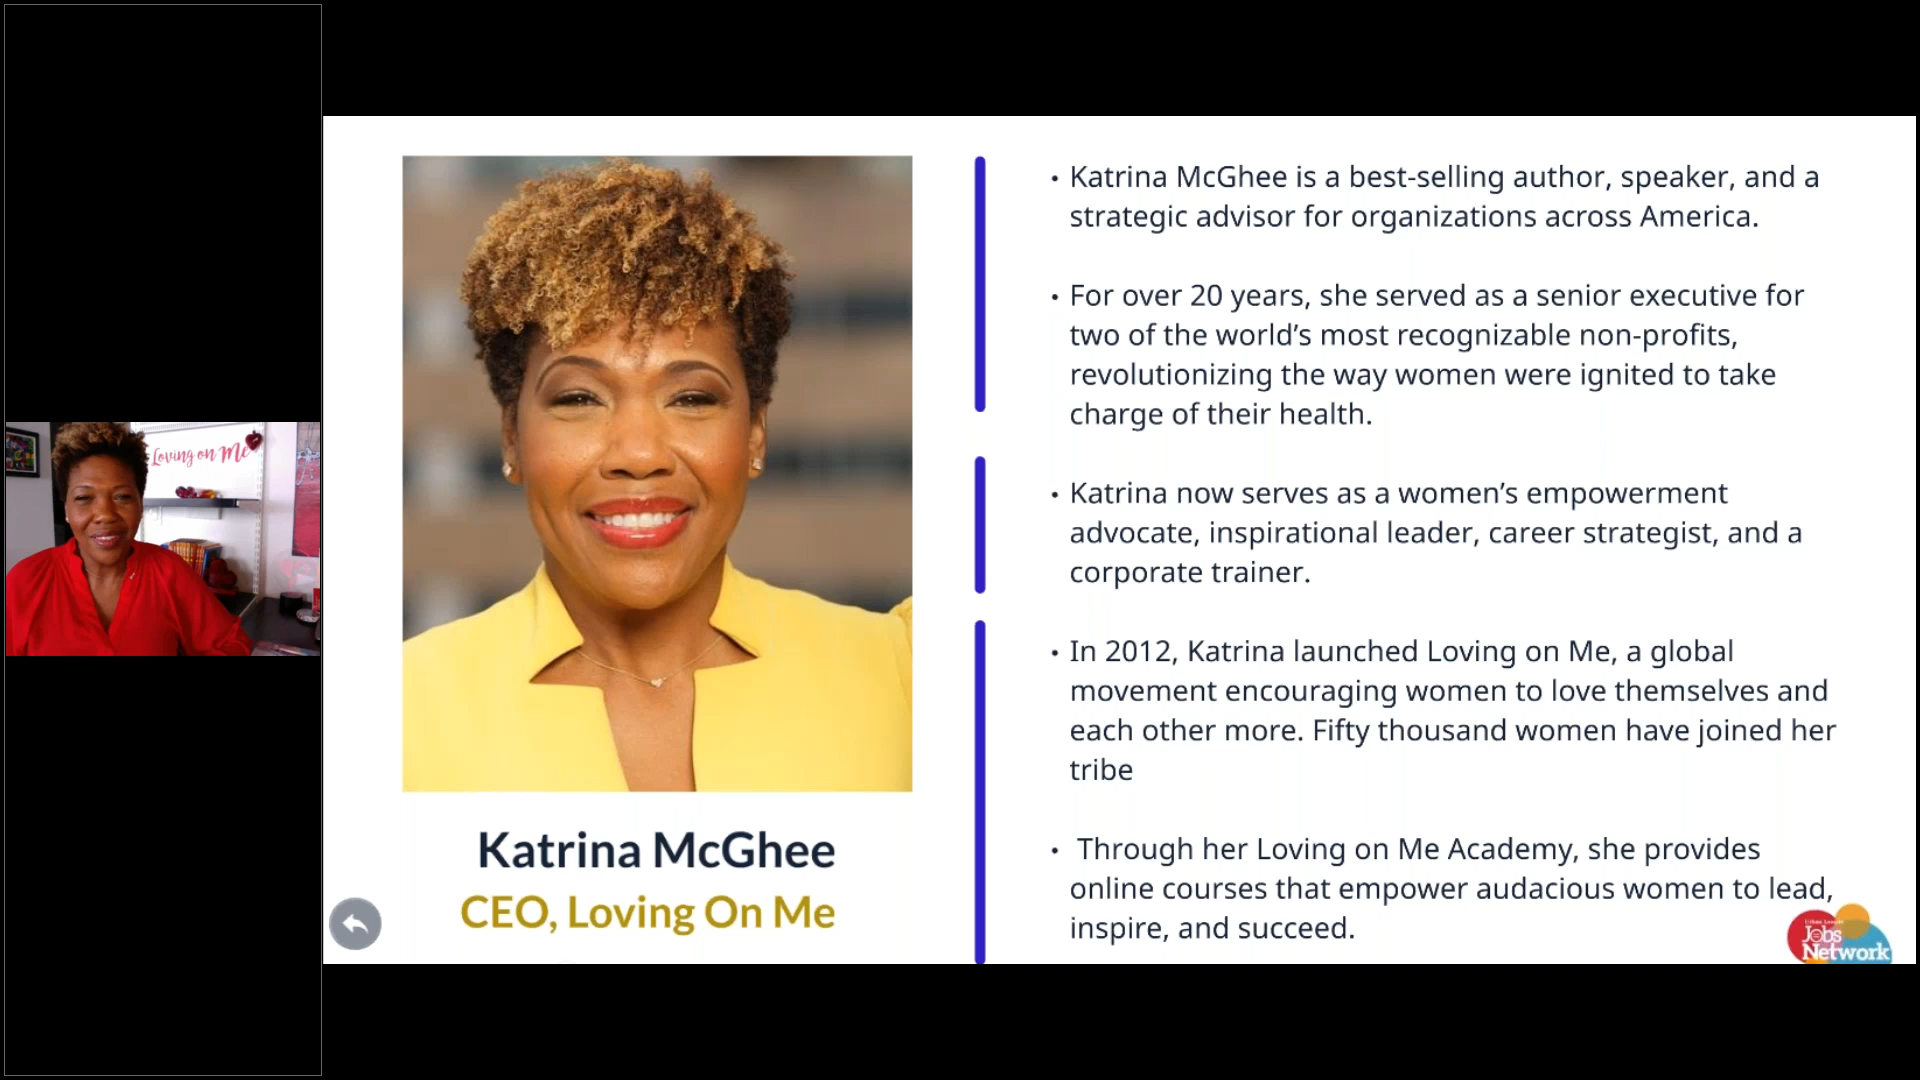 Loving on Me
Katrina McGhee
CEO, Loving On Me
• Katrina McGhee is a best-selling author, speaker, and a
strategic advisor for organizations across America.
• For over 20 years, she served as a senior executive for
two of the world’s most recognizable non-profits,
revolutionizing the way women were ignited to take
charge of their health.
• Katrina now serves as a women’s empowerment
advocate, inspirational leader, career strategist, and a
corporate trainer.
• In 2012, Katrina launched Loving on Me, a global
movement encouraging women to love themselves and
each other more. Fifty thousand women have joined her
tribe
• Through her Loving on Me Academy, she provides
online courses that empower audacious women to lead,
inspire, and succeed.
Urban League
Jobs
Network